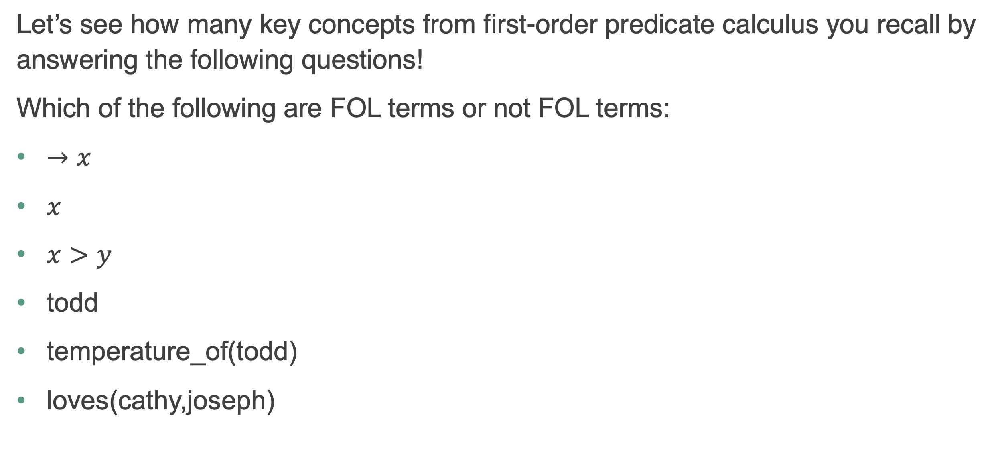 Let’s see how many key concepts from first-order predicate calculus you recall by
answering the following questions!
Which of the following are FOL terms or not FOL terms:
• → x
• x
• x > y
• todd
• temperature_of(todd)
• loves(cathy,joseph)